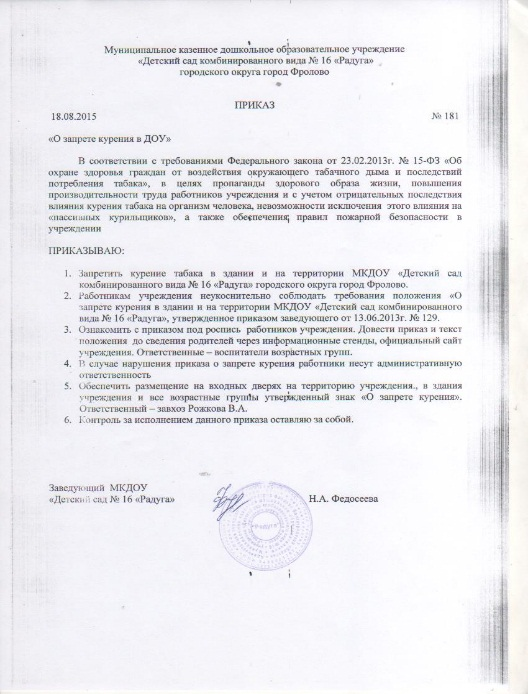 Муниципальное казенное дошкольное образовательное учреждение
«Детский сад комбинированного вида № 16 «Радуга»
городского округа город Фролово
ПРИКАЗ
18.08.2015 № 181
«О запрете курения в ДОУ»
В соответствии с требованиями Федерального закона от 23.02.2013г. № 15-ФЗ «Об
охране здоровья граждан от воздействия окружающего табачного дыма и последствий
потребления табака», в целях пропаганды здорового образа жизни, повышения
производительности труда работников учреждения и с учетом отрицательных последствия
влияния курения табака на организм человека, невозможности исключения этого влияния на
«пассивных курильщиков», а также обеспечения правил пожарной безопасности в
учреждении
ПРИКАЗЫВАЮ:
1. Запретить курение табака в здании и на территории МКДОУ «Детский сад
комбинированного вида № 16 «Радуга» городского округа город Фролово.
2. Работникам учреждения неукоснительно соблюдать требования положения «О
запрете курения в здании и на территории МКДОУ «Детский сад комбинированного
вида № 16 «Радуга», утвержденное приказом заведующего от 13.06.2013г. № 129.
3. Ознакомить с приказом под роспись работников учреждения. Довести приказ и текст
положения до сведения родителей через информационные стенды, официальный сайт
учреждения. Ответственные – воспитатели возрастных групп.
4. В случае нарушения приказа о запрете курения работники несут административную
ответственность
5. Обеспечить размещение на входных дверях на территорию учреждения., в здания
учреждения и все возрастные группы утвержденный знак «О запрете курения».
Ответственный – завхоз Рожкова В.А.
6. Контроль за исполнением данного приказа оставляю за собой.
Заведующий МКДОУ
«Детский сад № 16 «Радуга» Н.А. Федосеева